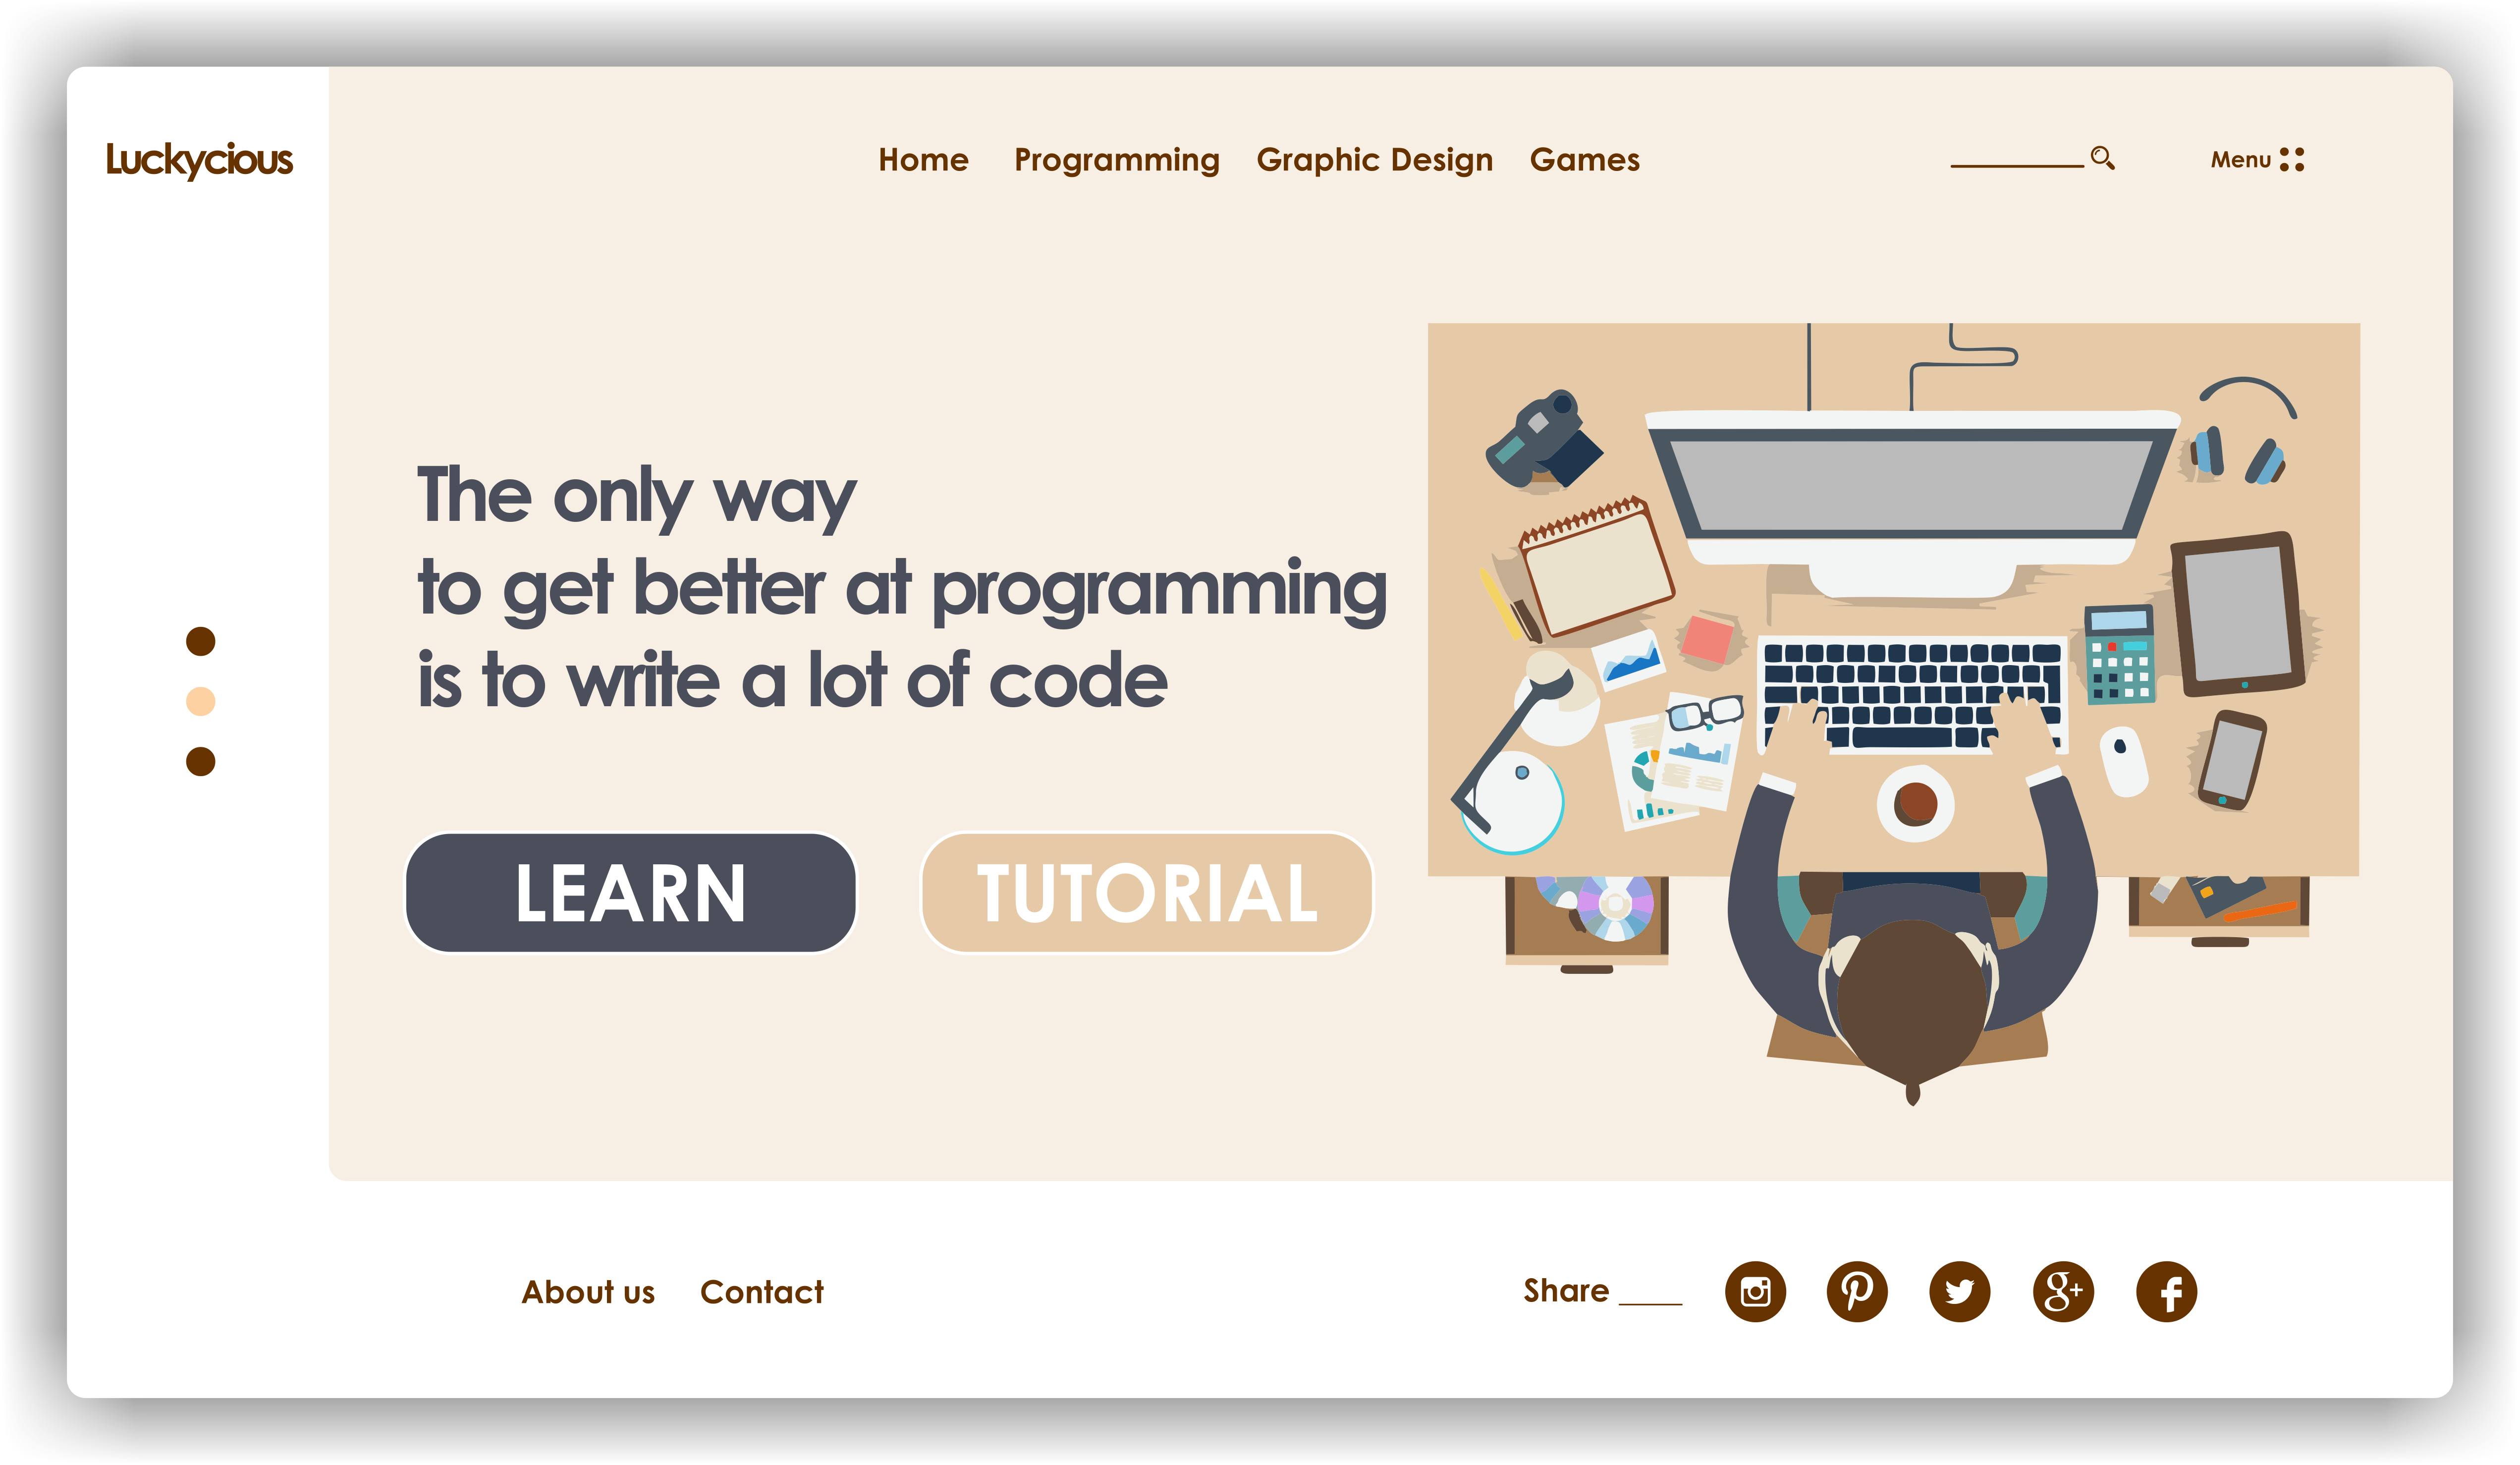 Luckycious
Home Programming Graphic Design Games
Menu
The only way
to get better at programming
is to write a lot of code
LEARN TUTORIAL
About us Contact
Share